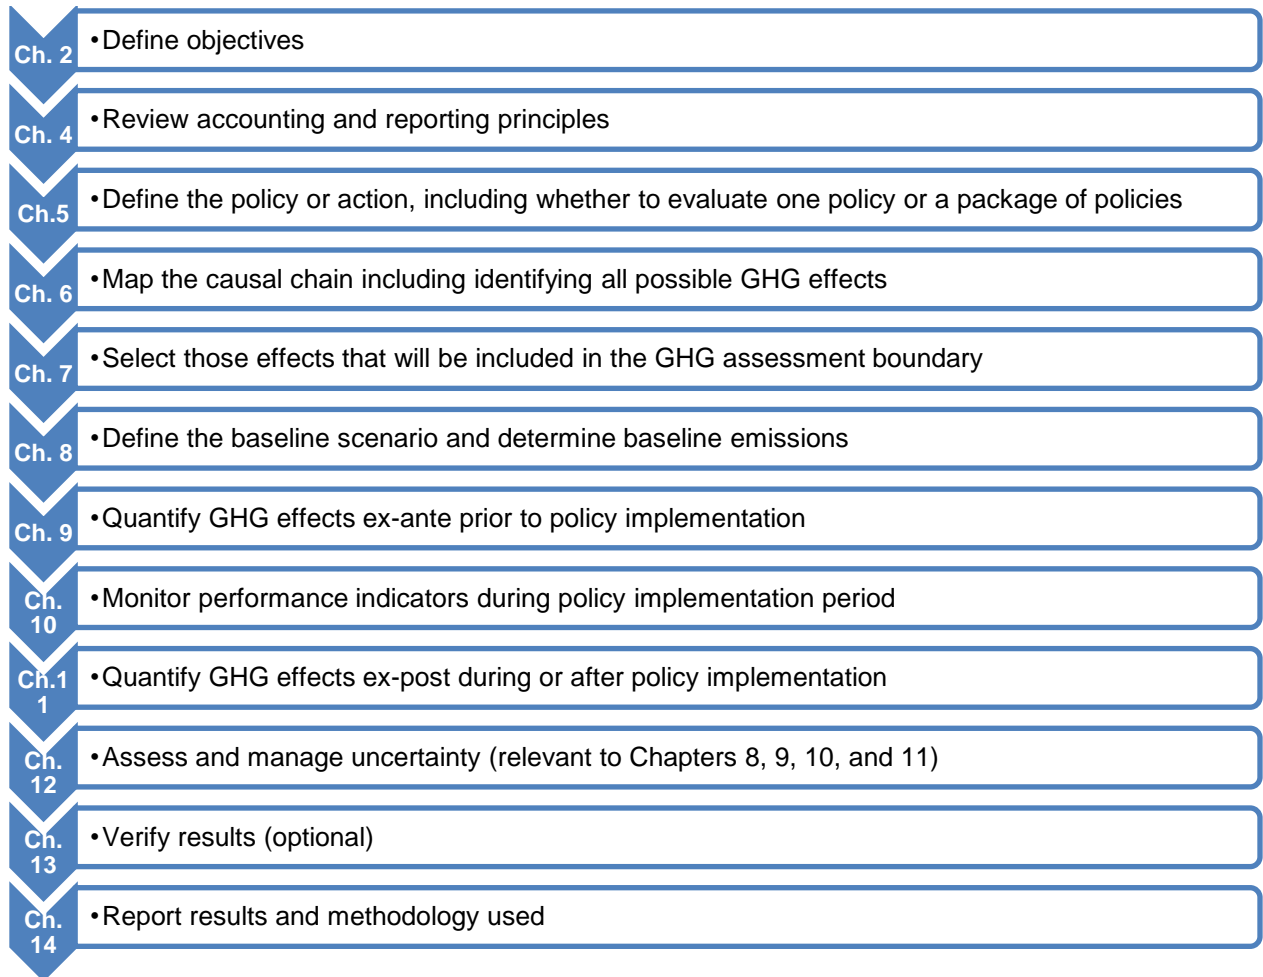 Ch. 2
•Define objectives
Ch. 4
•Review accounting and reporting principles
Ch.5
•Define the policy or action, including whether to evaluate one policy or a package of policies
Ch. 6
•Map the causal chain including identifying all possible GHG effects
Ch. 7
•Select those effects that will be included in the GHG assessment boundary
Ch. 8
•Define the baseline scenario and determine baseline emissions
Ch. 9
•Quantify GHG effects ex-ante prior to policy implementation
Ch.
10
•Monitor performance indicators during policy implementation period
Ch.1
1
•Quantify GHG effects ex-post during or after policy implementation
Ch.
12
•Assess and manage uncertainty (relevant to Chapters 8, 9, 10, and 11)
Ch.
13
•Verify results (optional)
Ch.
14
•Report results and methodology used